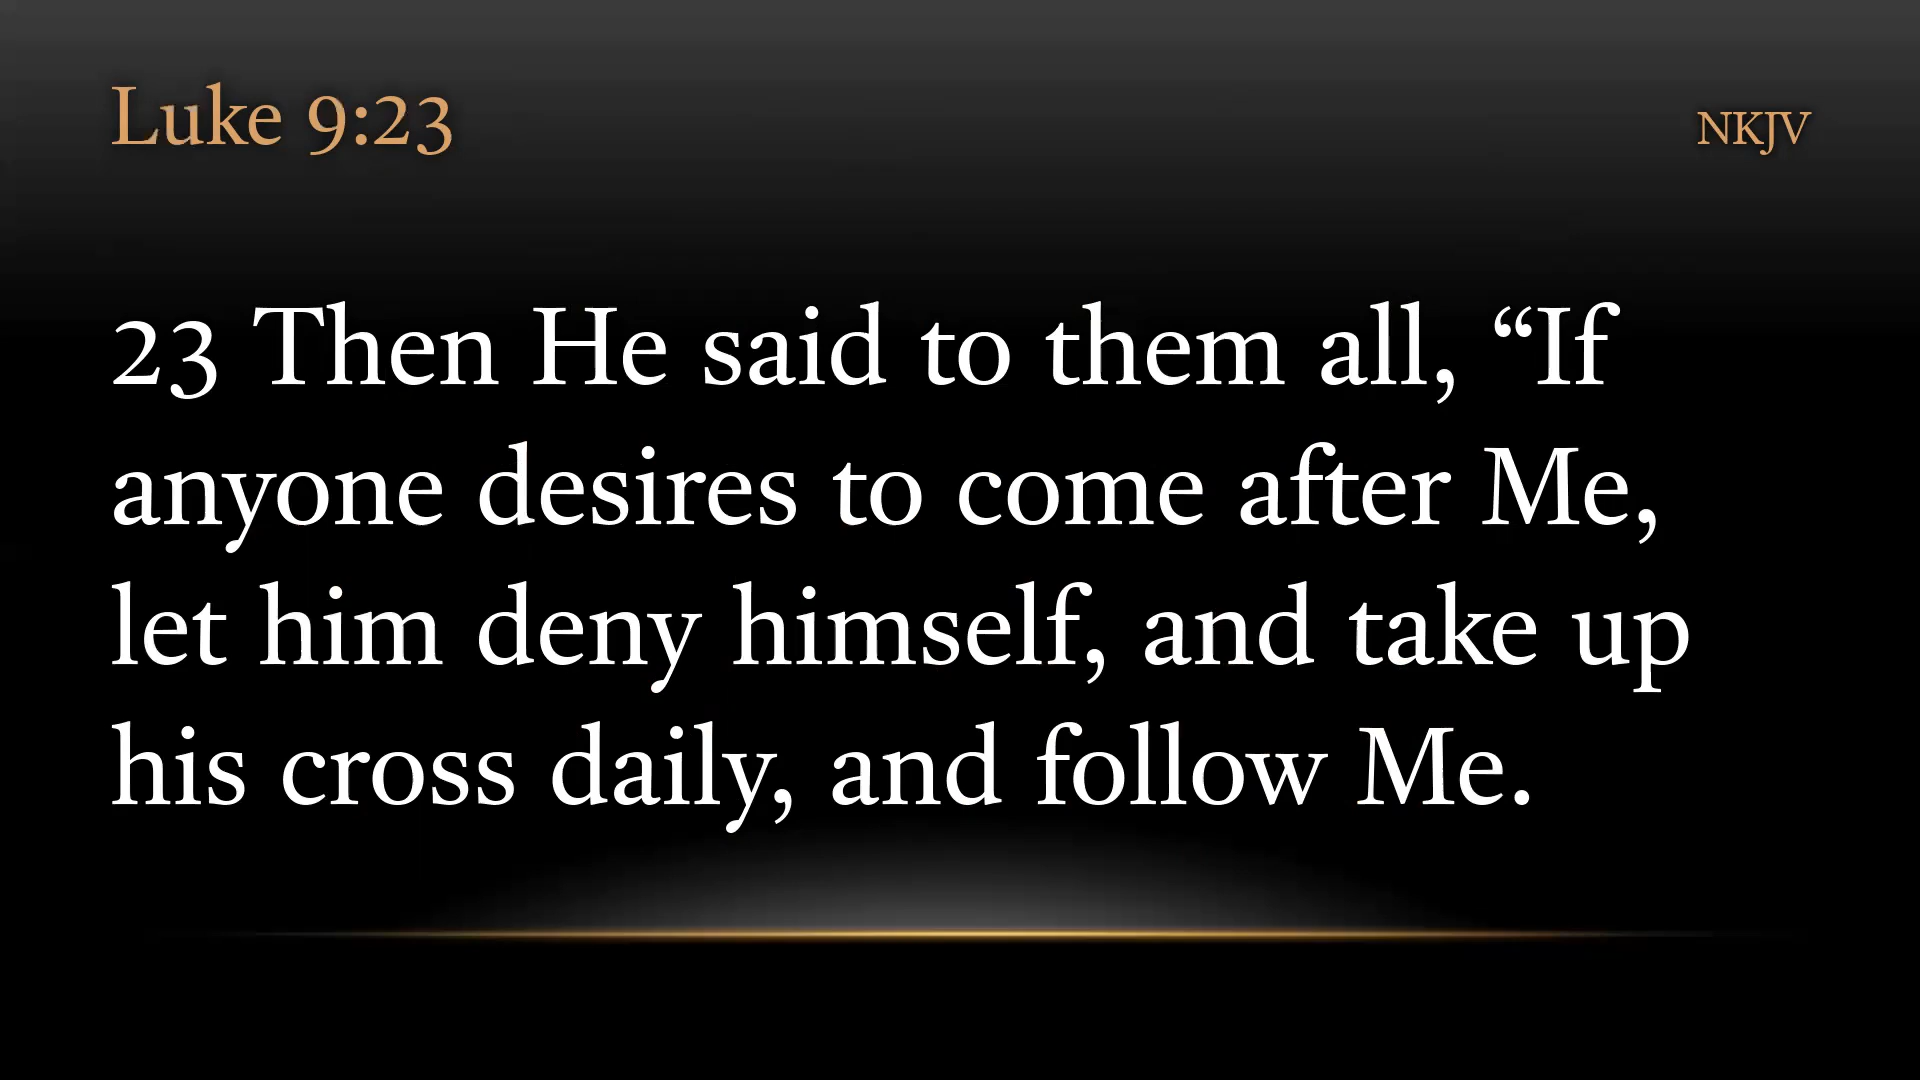 Luke 9:23
NKJV
23 Then He said to them all, “If
anyone desires to come after Me,
let him deny himself, and take up
his cross daily, and follow Me.